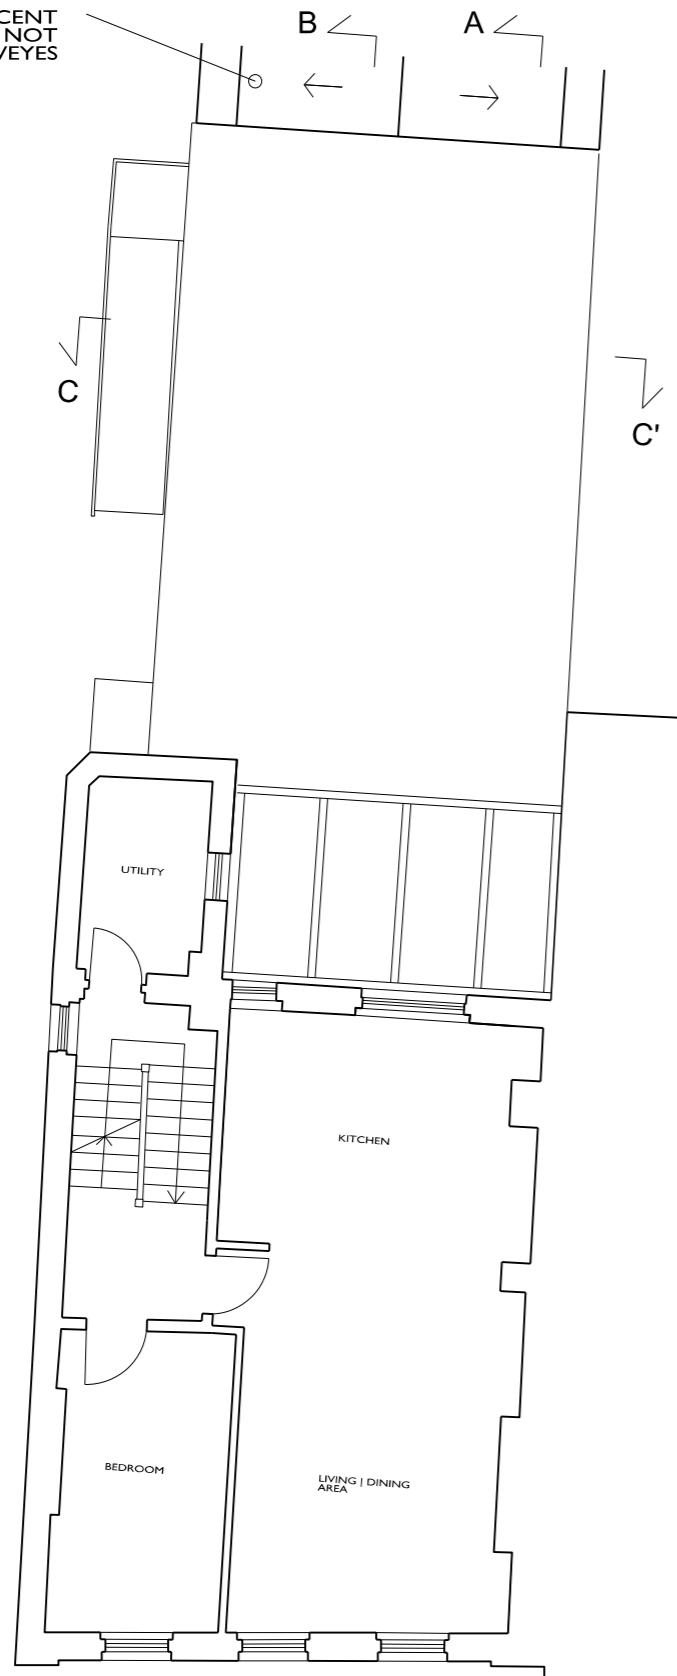 CENT
NOT
VEYES
B
A
C
C'
UTILITY
KITCHEN
BEDROOM
LIVING | DINING
AREA